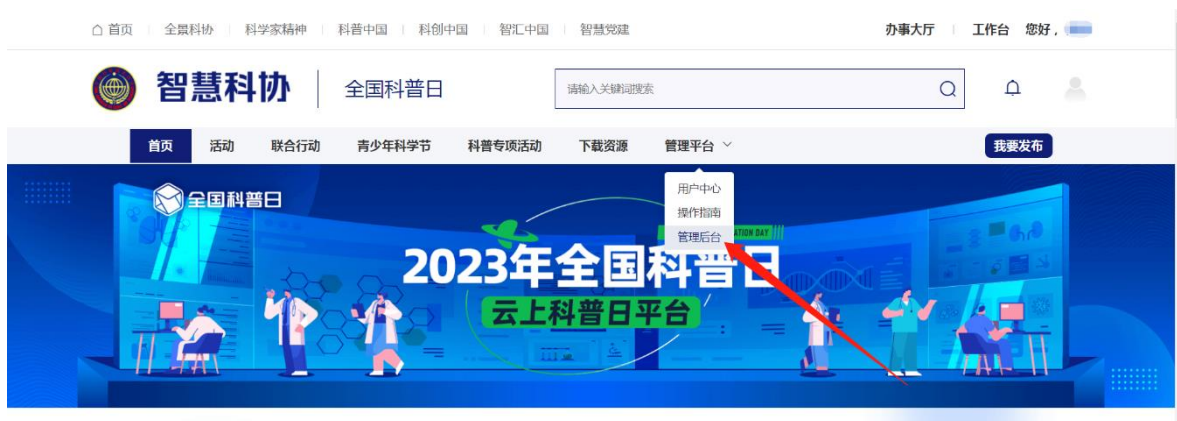 首页 全景科协 科学家精神 科普中国 科创中国 智汇中国 智慧党建 办事大厅 工作台 您好，
智慧科协 全国科普日 请输入关键词搜索
首页 活动 联合行动 青少年科学节 科普专项活动 下载资源 管理平台 我要发布
用户中心
操作指南
管理后台
全国科普日
ATION DAY
2023年全国科普日
云上科普日平台